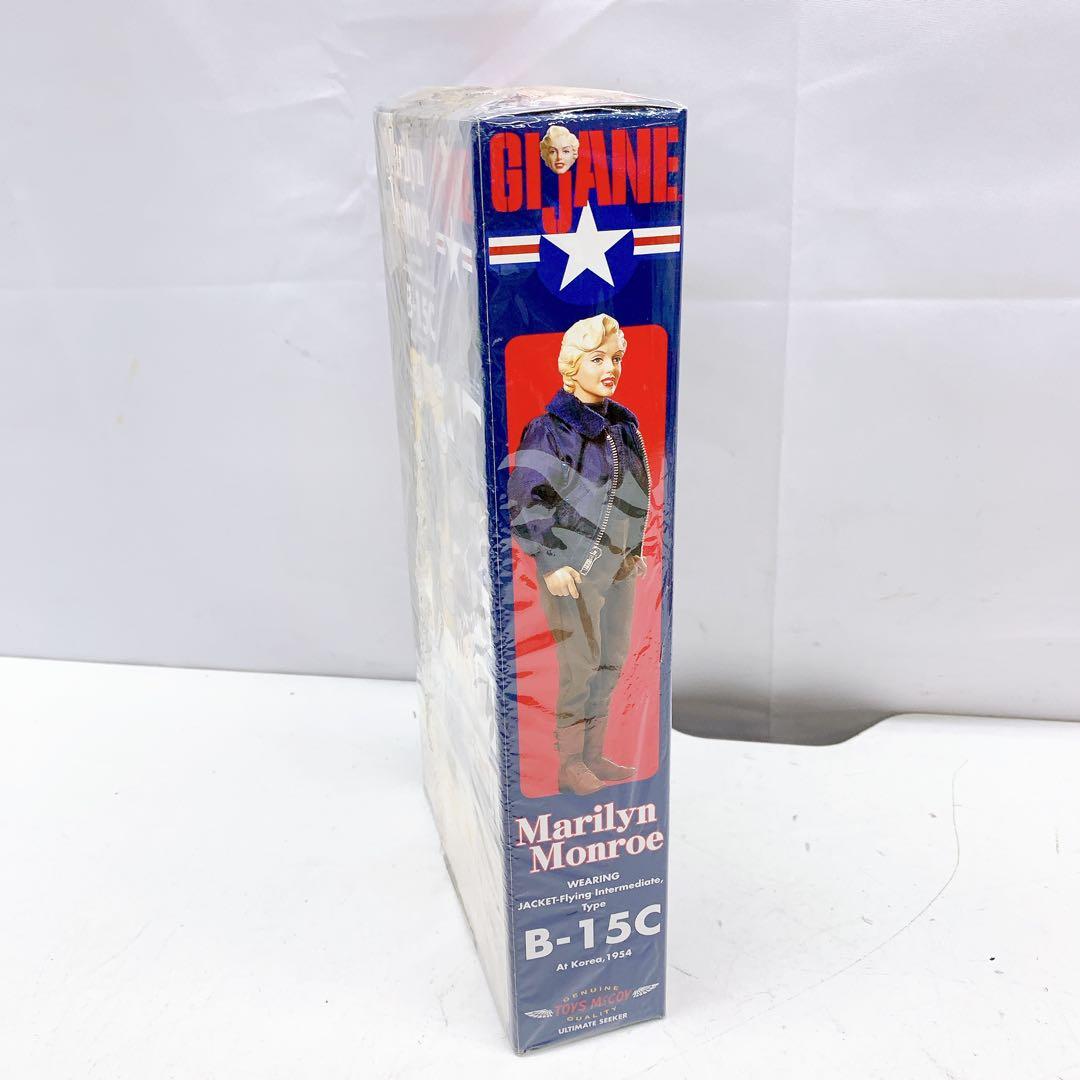 GI JANE
Marilyn
Monroe
WEARING
JACKET-Flying Intermediate,
Type
B-15C
At Korea, 1954
GENUINE
TOYS McCOY
QUALITY
ULTIMATE SEEKER